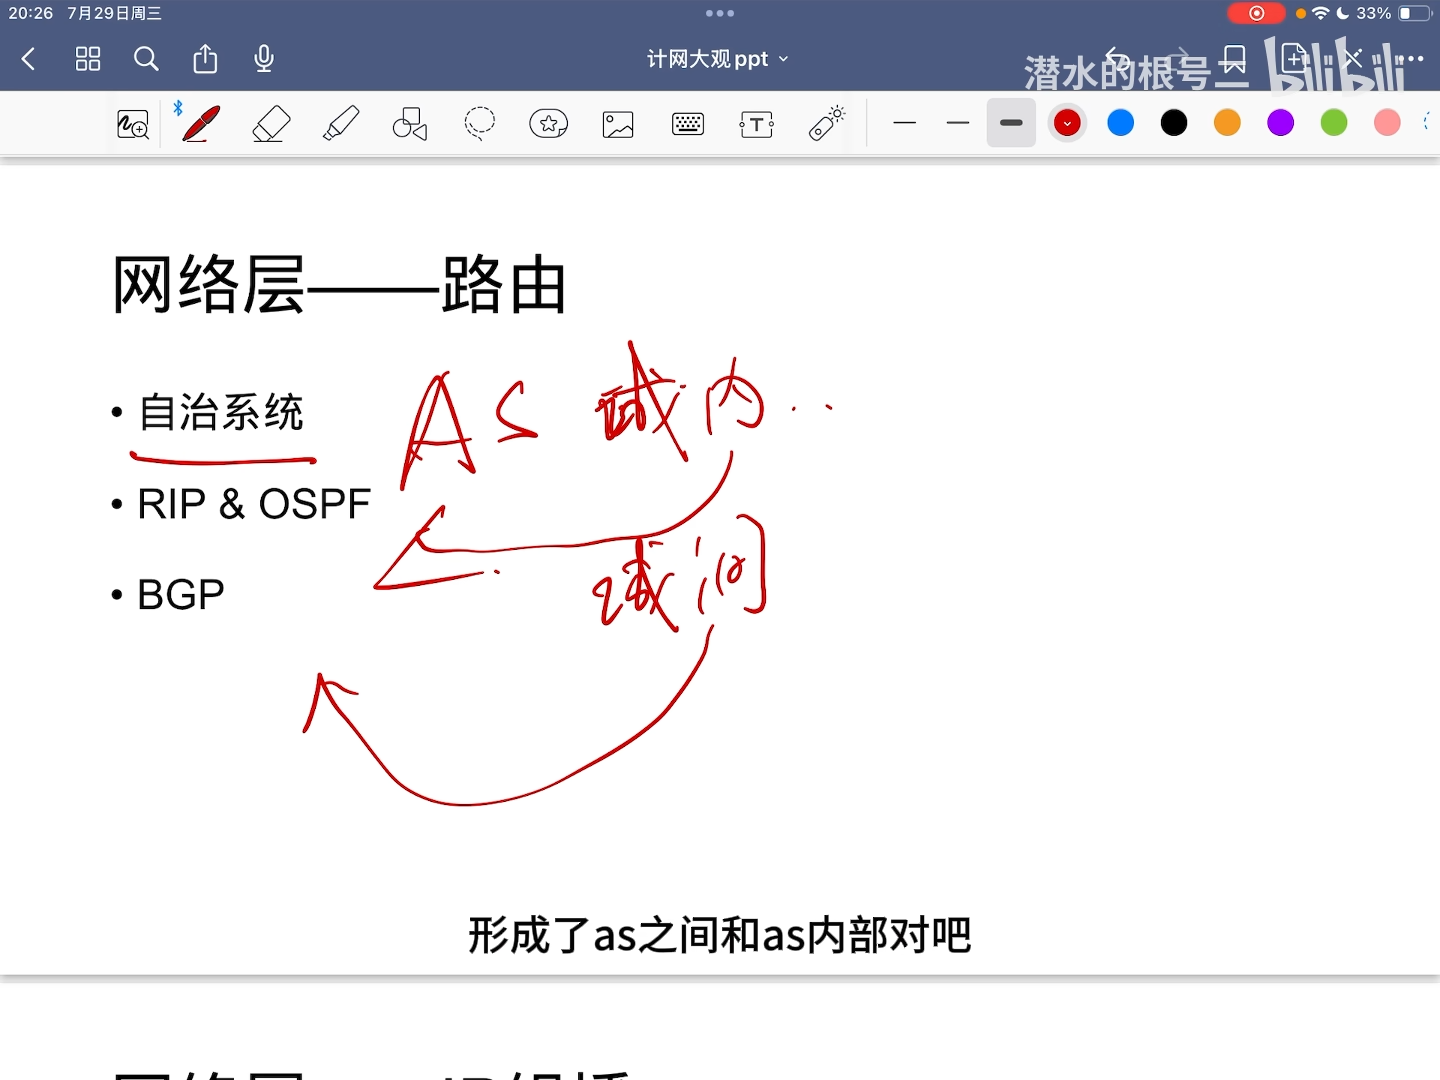 20:26 7月29日周三
33%
计网大观ppt
潜水的根号二 bilibili
网络层——路由
• 自治系统
AS 域内..
• RIP & OSPF
域间
• BGP
形成了as之间和as内部对吧